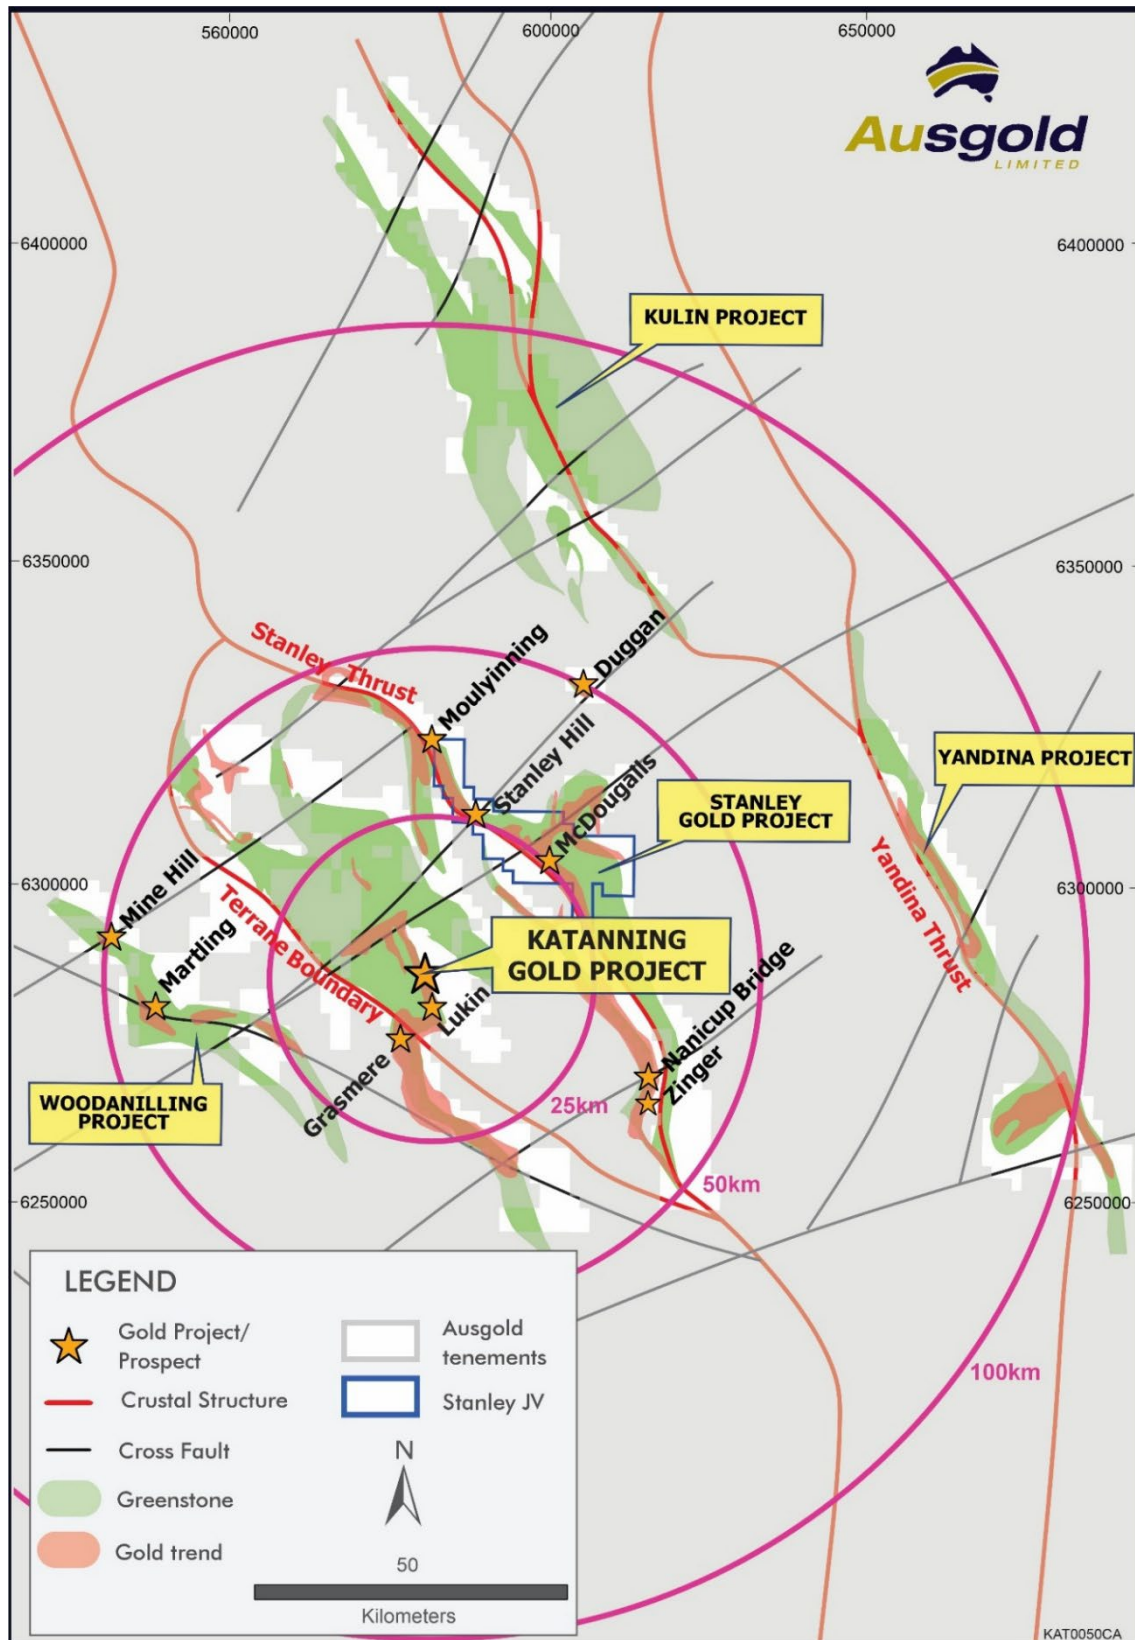 560000
600000
650000
Ausgold
LIMITED
6400000
6400000
KULIN PROJECT
6350000
6350000
Stanley Thrust
Moulyinning
Duggan
Stanley Hill
McDougalls
YANDINA PROJECT
STANLEY
GOLD PROJECT
6300000
6300000
Mine Hill
Martling
Terrane Boundary
KATANNING
GOLD PROJECT
Yandina Thrust
Lukin
Grasmere
Nanicup Bridge
Zinger
WOODANILLING
PROJECT
25km
50km
6250000
6250000
100km
LEGEND
Gold Project/
Prospect
Crustal Structure
Cross Fault
Greenstone
Gold trend
Ausgold
tenements
Stanley JV
N
50
Kilometers
KAT0050CA